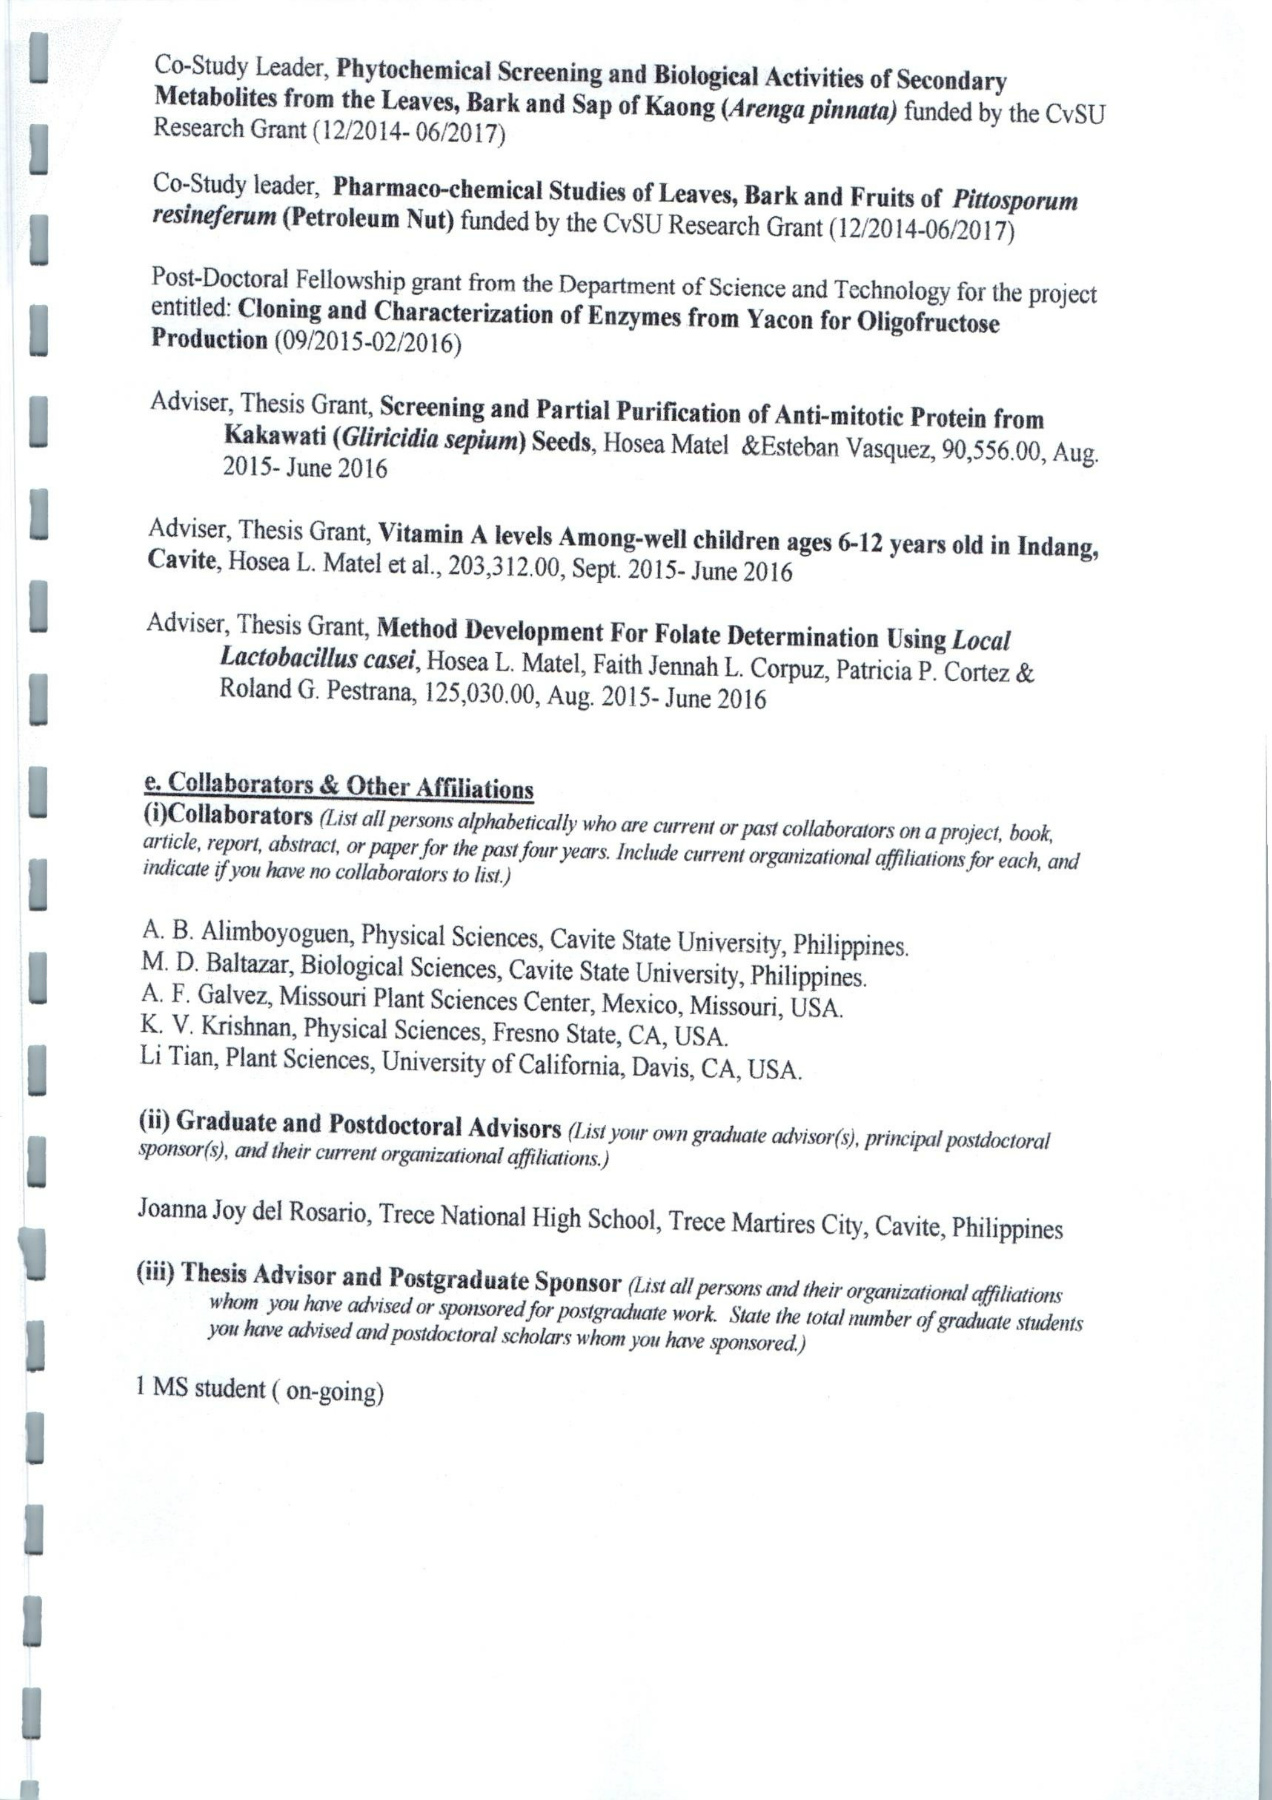 Co-Study Leader, Phytochemical Screening and Biological Activities of Secondary
Metabolites from the Leaves, Bark and Sap of Kaong (Arenga pinnata) funded by the CvSU
Research Grant (12/2014- 06/2017)
Co-Study leader, Pharmaco-chemical Studies of Leaves, Bark and Fruits of Pittosporum
resineferum (Petroleum Nut) funded by the CvSU Research Grant (12/2014-06/2017)
Post-Doctoral Fellowship grant from the Department of Science and Technology for the project
entitled: Cloning and Characterization of Enzymes from Yacon for Oligofructose
Production (09/2015-02/2016)
Adviser, Thesis Grant, Screening and Partial Purification of Anti-mitotic Protein from
Kakawati (Gliricidia sepium) Seeds, Hosea Matel &Esteban Vasquez, 90,556.00, Aug.
2015- June 2016
Adviser, Thesis Grant, Vitamin A levels Among-well children ages 6-12 years old in Indang,
Cavite, Hosea L. Matel et al., 203,312.00, Sept. 2015- June 2016
Adviser, Thesis Grant, Method Development For Folate Determination Using Local
Lactobacillus casei, Hosea L. Matel, Faith Jennah L. Corpuz, Patricia P. Cortez &
Roland G. Pestrana, 125,030.00, Aug. 2015- June 2016
e. Collaborators & Other Affiliations
(i)Collaborators (List all persons alphabetically who are current or past collaborators on a project, book,
article, report, abstract, or paper for the past four years. Include current organizational affiliations for each, and
indicate if you have no collaborators to list.)
A. B. Alimboyoguen, Physical Sciences, Cavite State University, Philippines.
M. D. Baltazar, Biological Sciences, Cavite State University, Philippines.
A. F. Galvez, Missouri Plant Sciences Center, Mexico, Missouri, USA.
K. V. Krishnan, Physical Sciences, Fresno State, CA, USA.
Li Tian, Plant Sciences, University of California, Davis, CA, USA.
(ii) Graduate and Postdoctoral Advisors (List your own graduate advisor(s), principal postdoctoral
sponsor(s), and their current organizational affiliations.)
Joanna Joy del Rosario, Trece National High School, Trece Martires City, Cavite, Philippines
(iii) Thesis Advisor and Postgraduate Sponsor (List all persons and their organizational affiliations
whom you have advised or sponsored for postgraduate work. State the total number of graduate students
you have advised and postdoctoral scholars whom you have sponsored.)
1 MS student ( on-going)